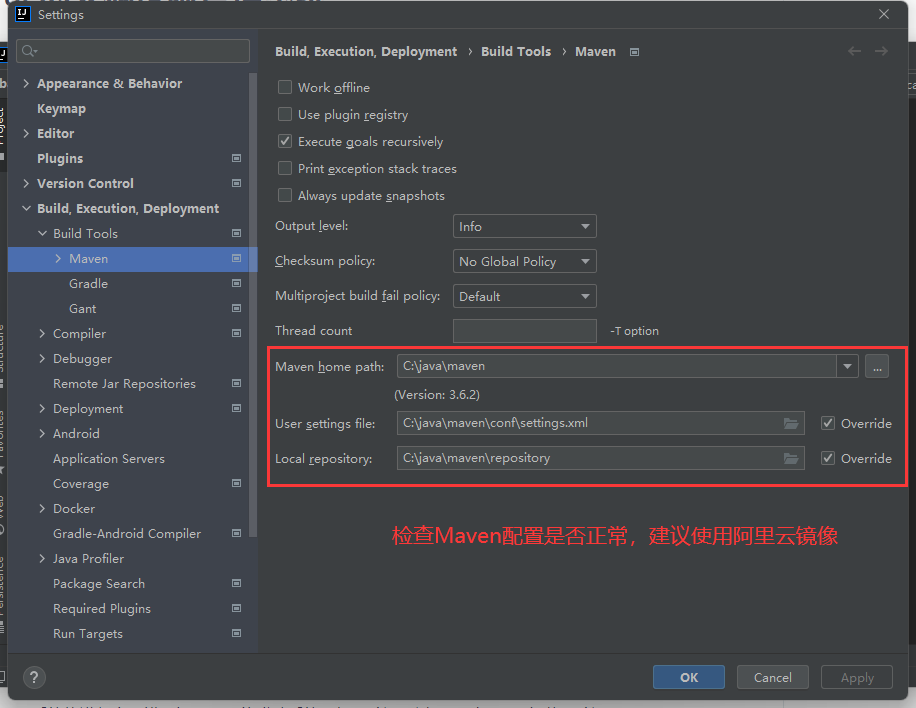 Settings
Build, Execution, Deployment › Build Tools › Maven
Appearance & Behavior
Keymap
Editor
Plugins
Version Control
Build, Execution, Deployment
Build Tools
Maven
Gradle
Gant
Compiler
Debugger
Remote Jar Repositories
Deployment
Android
Application Servers
Coverage
Docker
Gradle-Android Compiler
Java Profiler
Package Search
Required Plugins
Run Targets
Work offline
Use plugin registry
Execute goals recursively
Print exception stack traces
Always update snapshots
Output level: Info
Checksum policy: No Global Policy
Multiproject build fail policy: Default
Thread count -T option
Maven home path: C:\java\maven ...
(Version: 3.6.2)
User settings file: C:\java\maven\conf\settings.xml Override
Local repository: C:\java\maven\repository Override
检查Maven配置是否正常，建议使用阿里云镜像
? OK Cancel Apply